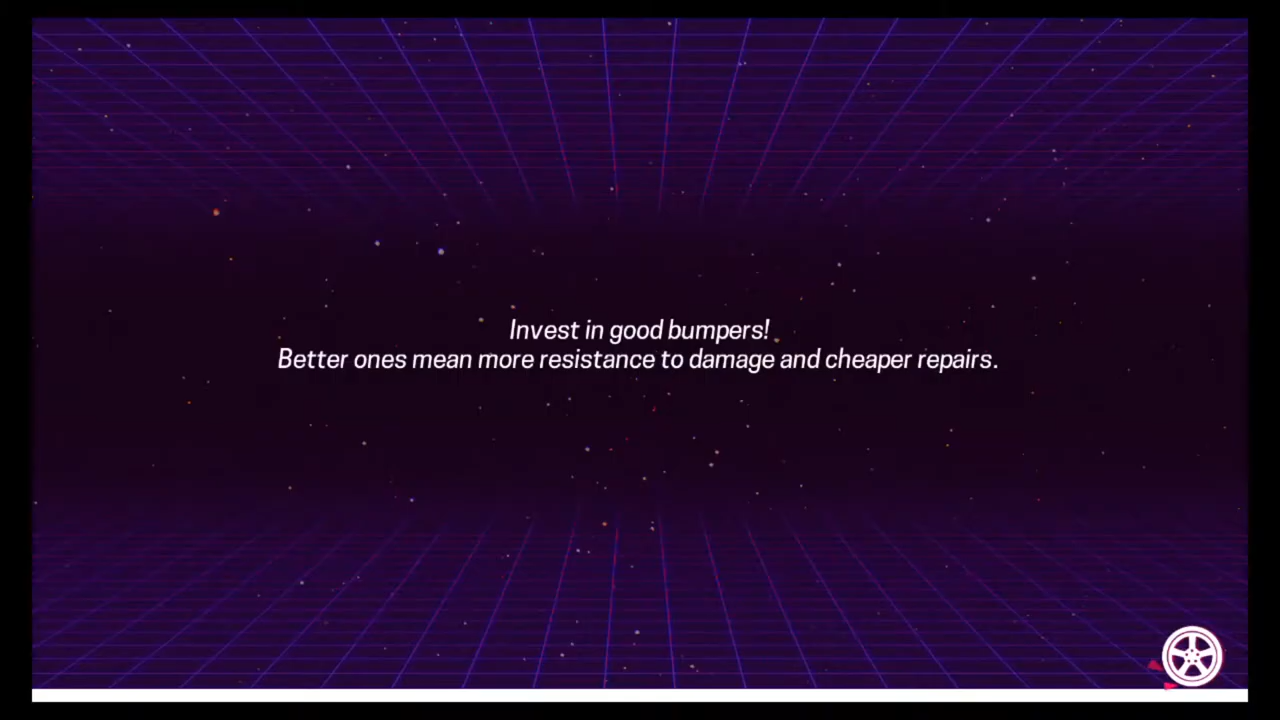 Invest in good bumpers!
Better ones mean more resistance to damage and cheaper repairs.